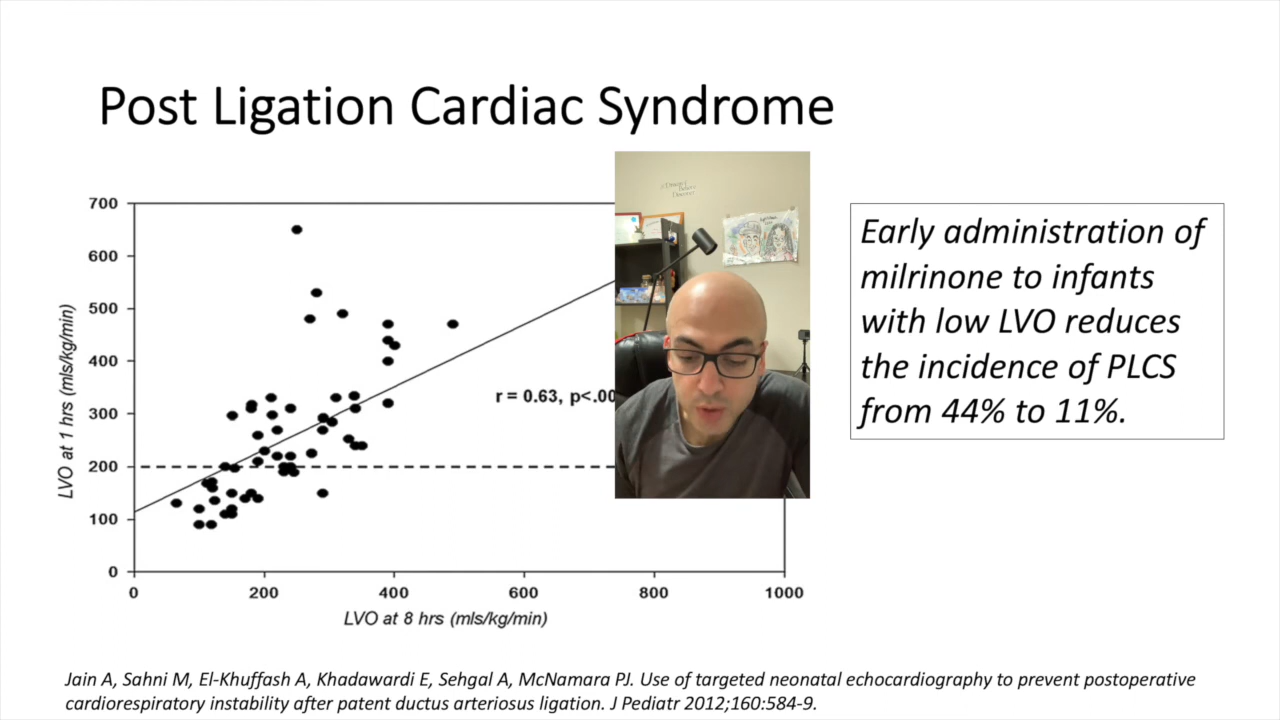 Post Ligation Cardiac Syndrome
700
600
500
400
300
200
100
0
LVO at 1 hrs (mls/kg/min)
r = 0.63, p<.00
0
200
400
600
800
1000
LVO at 8 hrs (mls/kg/min)
Early administration of
milrinone to infants
with low LVO reduces
the incidence of PLCS
from 44% to 11%.
Jain A, Sahni M, El-Khuffash A, Khadawardi E, Sehgal A, McNamara PJ. Use of targeted neonatal echocardiography to prevent postoperative
cardiorespiratory instability after patent ductus arteriosus ligation. J Pediatr 2012;160:584-9.